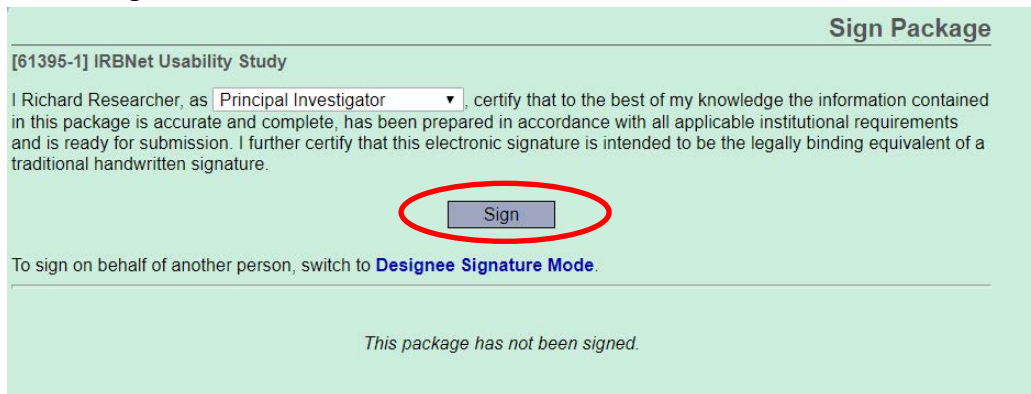 Sign Package
[61395-1] IRBNet Usability Study
I Richard Researcher, as Principal Investigator ▼, certify that to the best of my knowledge the information contained
in this package is accurate and complete, has been prepared in accordance with all applicable institutional requirements
and is ready for submission. I further certify that this electronic signature is intended to be the legally binding equivalent of a
traditional handwritten signature.
Sign
To sign on behalf of another person, switch to Designee Signature Mode.
This package has not been signed.